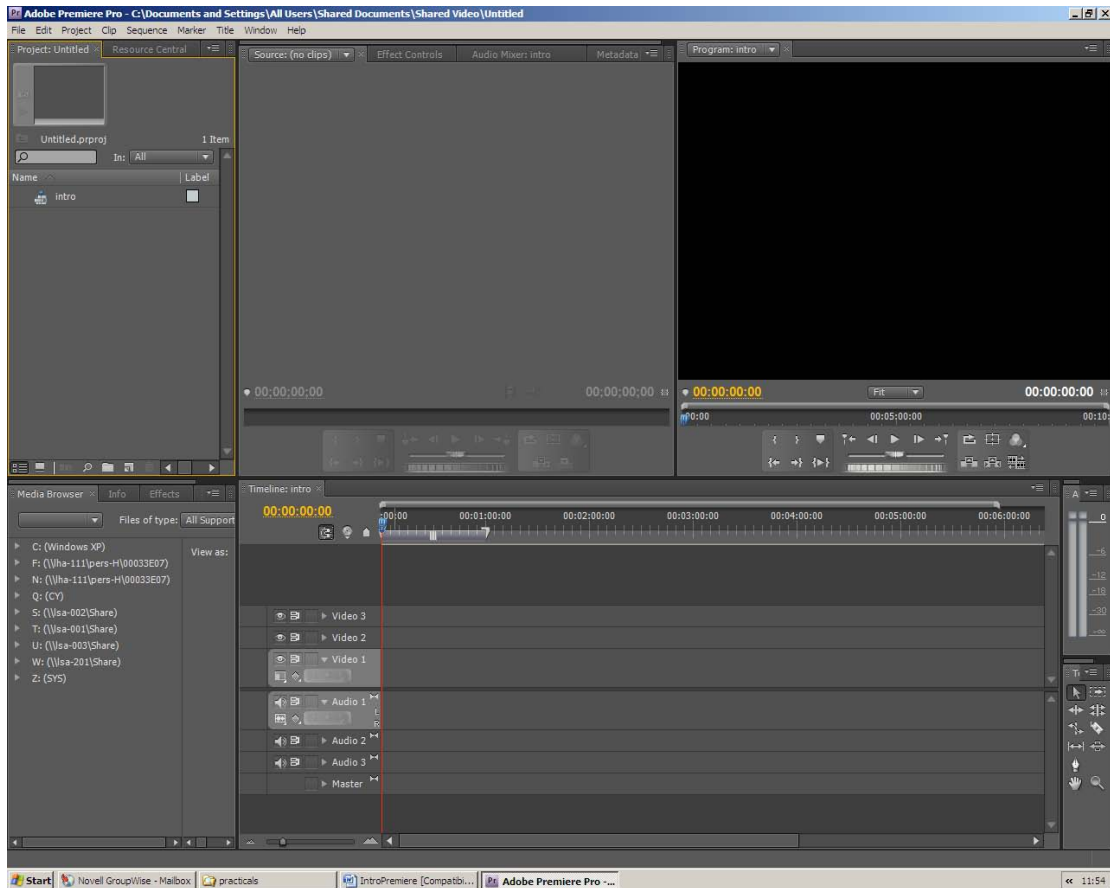 Adobe Premiere Pro - C:\Documents and Settings\All Users\Shared Documents\Shared Video\Untitled
File Edit Project Clip Sequence Marker Title Window Help
Project: Untitled Resource Central
Untitled.prproj 1 Item
In: All
Name Label
intro
Source: (no clips) Effect Controls Audio Mixer: intro Metadata
00;00;00;00 00;00;00;00
Program: intro
00:00:00:00 Fit 00:00:00:00
00:00 00:05:00:00 00:10:
Media Browser Info Effects
Files of type: All Support
View as:
C: (Windows XP)
F: (\\lha-111\pers-H\00033E07)
N: (\\lha-111\pers-H\00033E07)
Q: (CY)
S: (\\lsa-002\Share)
T: (\\lsa-001\Share)
U: (\\lsa-003\Share)
W: (\\lsa-201\Share)
Z: (SYS)
Timeline: intro
00:00:00:00
:00:00 00:01:00:00 00:02:00:00 00:03:00:00 00:04:00:00 00:05:00:00 00:06:00:00
Video 3
Video 2
Video 1
Audio 1
L
R
Audio 2
Audio 3
Master
A
0
-6
-12
-18
-30
-∞
Start Novell GroupWise - Mailbox practicals IntroPremiere [Compatibi... Adobe Premiere Pro -... 11:54